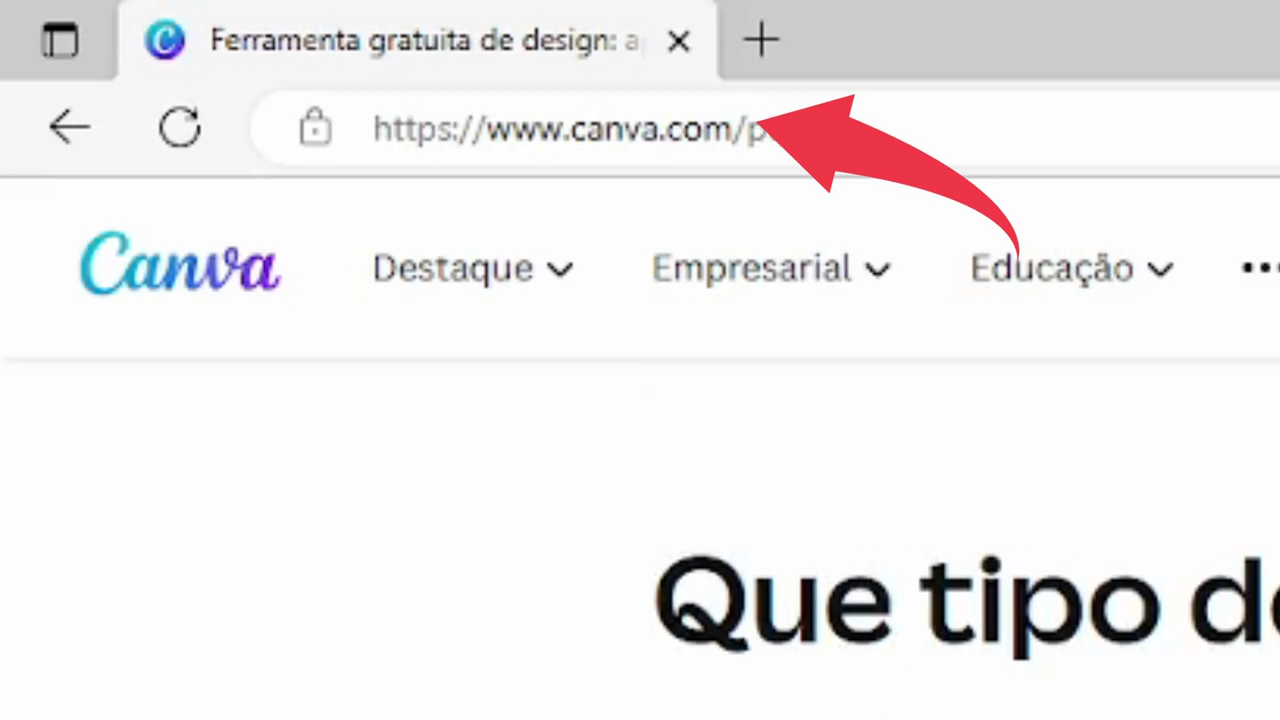 Ferramenta gratuita de design:
https://www.canva.com/p
Canva Destaque Empresarial Educação
Que tipo d